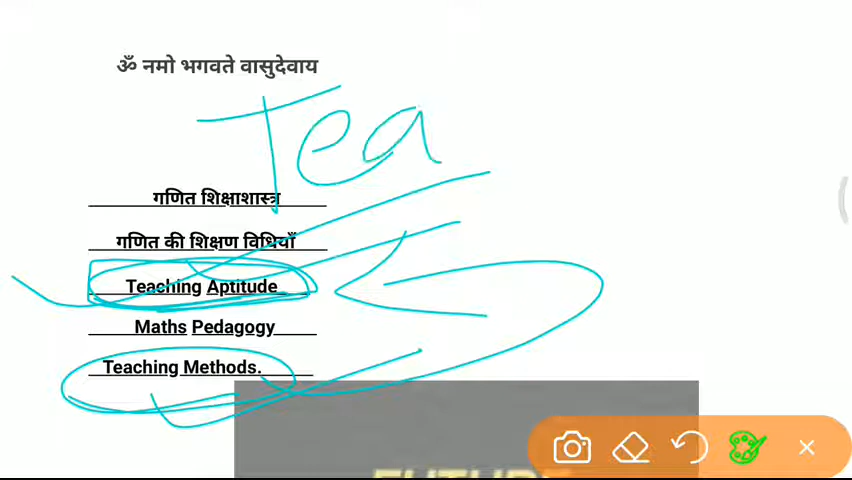 ॐ नमो भगवते वासुदेवाय
Tea
गणित शिक्षाशास्त्र
गणित की शिक्षण विधियाँ
Teaching Aptitude
Maths Pedagogy
Teaching Methods.